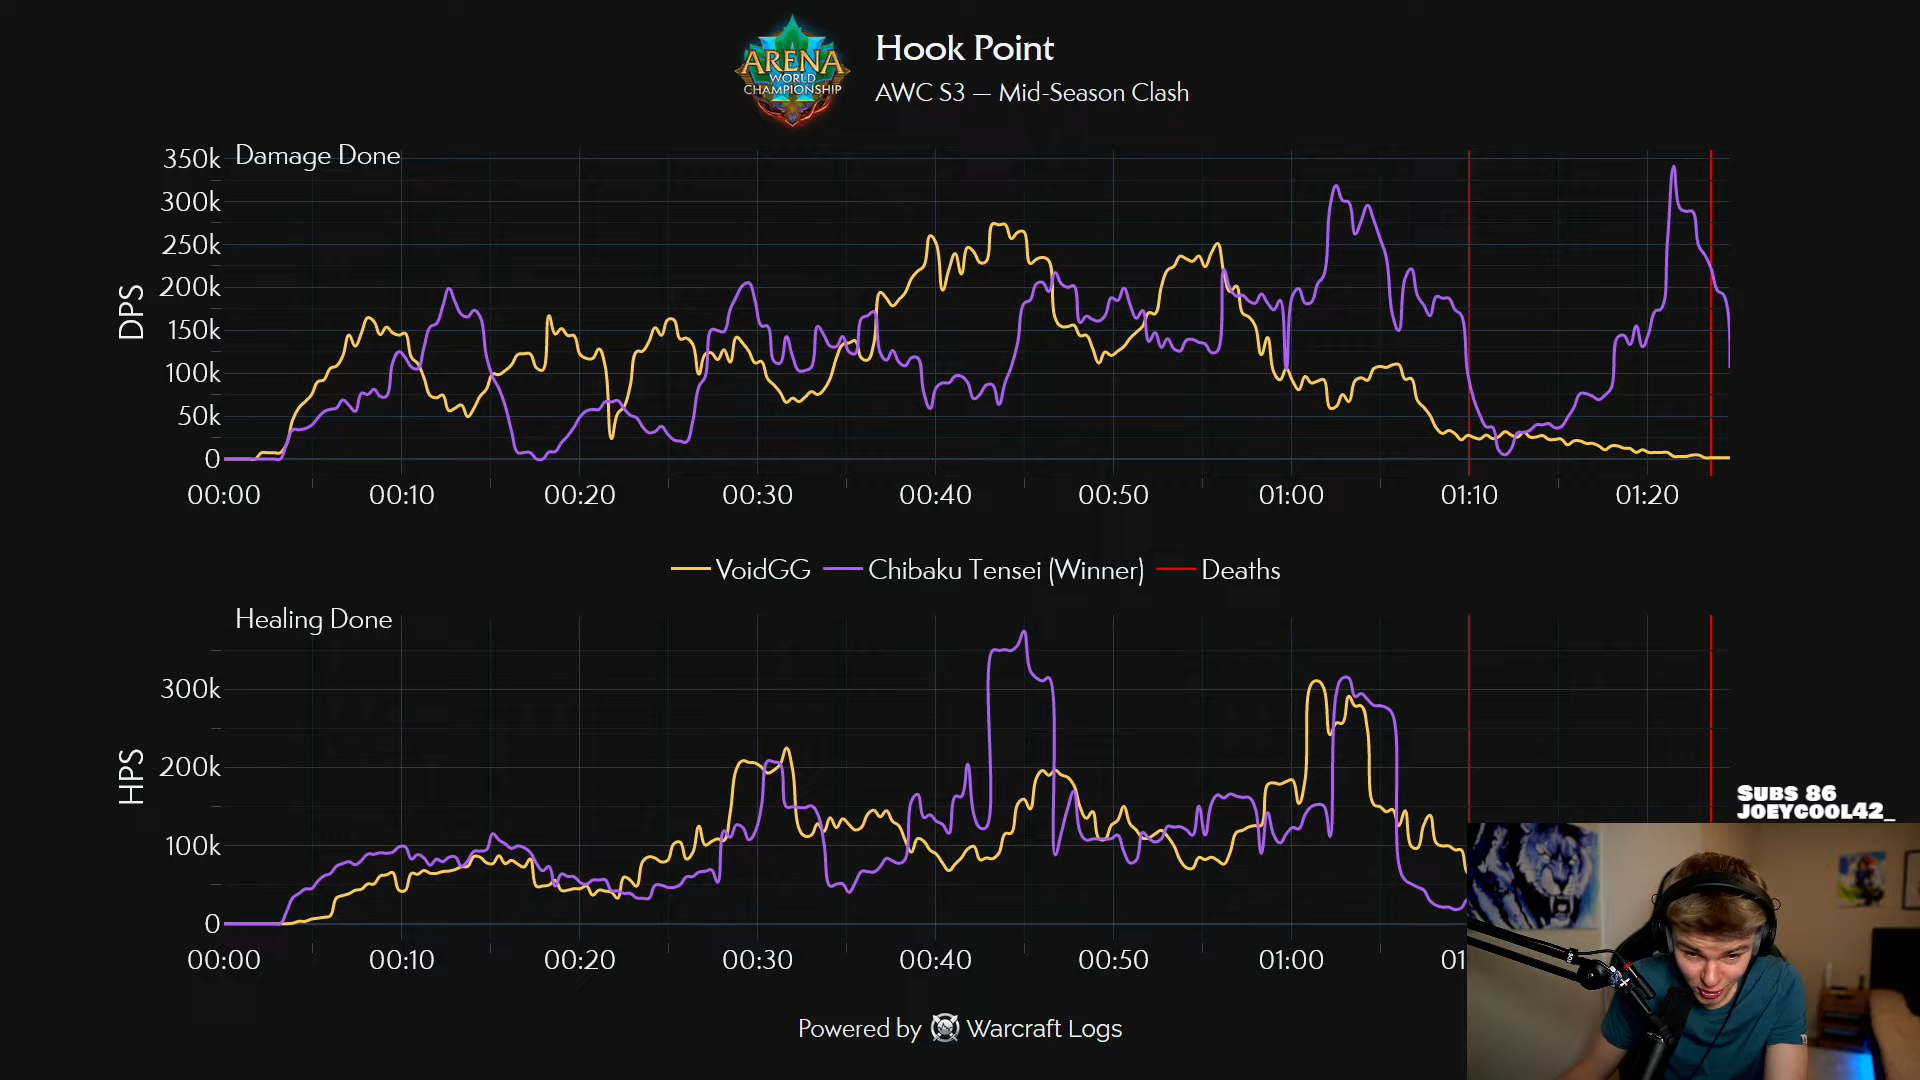 ARENA
WORLD
CHAMPIONSHIP
Hook Point
AWC S3 — Mid-Season Clash
Damage Done
DPS
350k
300k
250k
200k
150k
100k
50k
0
00:00 00:10 00:20 00:30 00:40 00:50 01:00 01:10 01:20
VoidGG Chibaku Tensei (Winner) Deaths
Healing Done
HPS
300k
200k
100k
0
00:00 00:10 00:20 00:30 00:40 00:50 01:00 01
SUBS 86
JOEYCOOL42_
Powered by Warcraft Logs